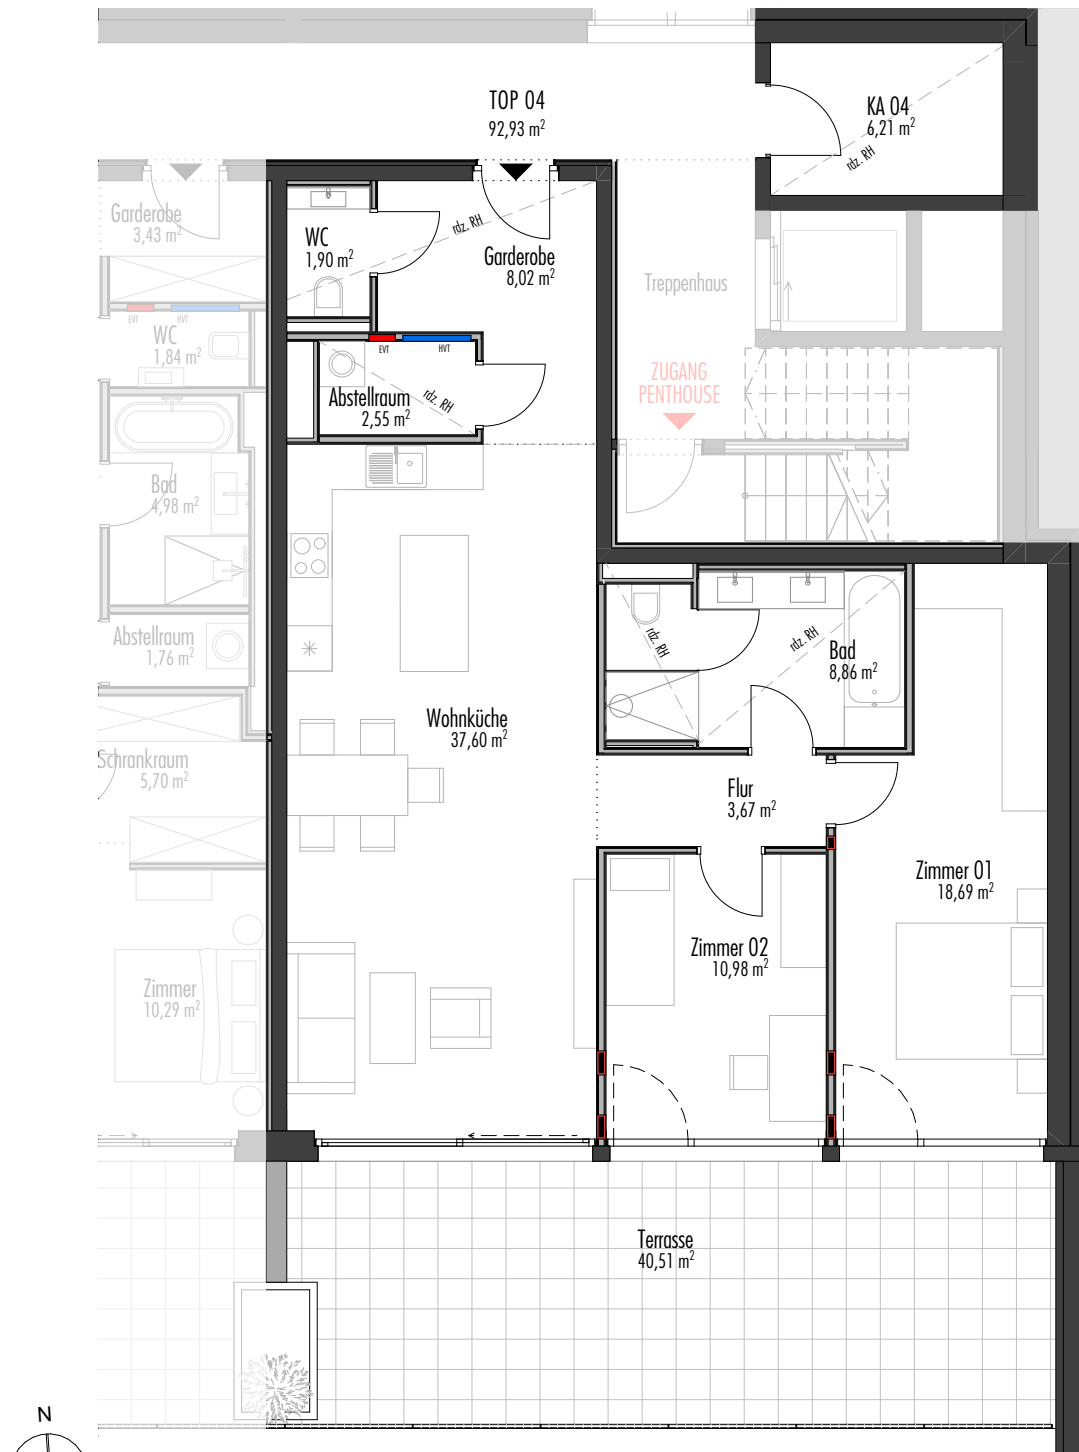 TOP 04
92,93 m²
KA 04
6,21 m²
rdz. RH
Garderobe
3,43 m²
WC
1,90 m²
rdz. RH
Garderobe
8,02 m²
Treppenhaus
EVT
HVT
WC
1,84 m²
EVT
HVT
Abstellraum
2,55 m²
rdz. RH
ZUGANG
PENTHOUSE
Bad
4,98 m²
Abstellraum
1,76 m²
rdz. RH
rdz. RH
Bad
8,86 m²
Wohnküche
37,60 m²
Schrankraum
5,70 m²
Flur
3,67 m²
Zimmer 01
18,69 m²
Zimmer 02
10,98 m²
Zimmer
10,29 m²
Terrasse
40,51 m²
N